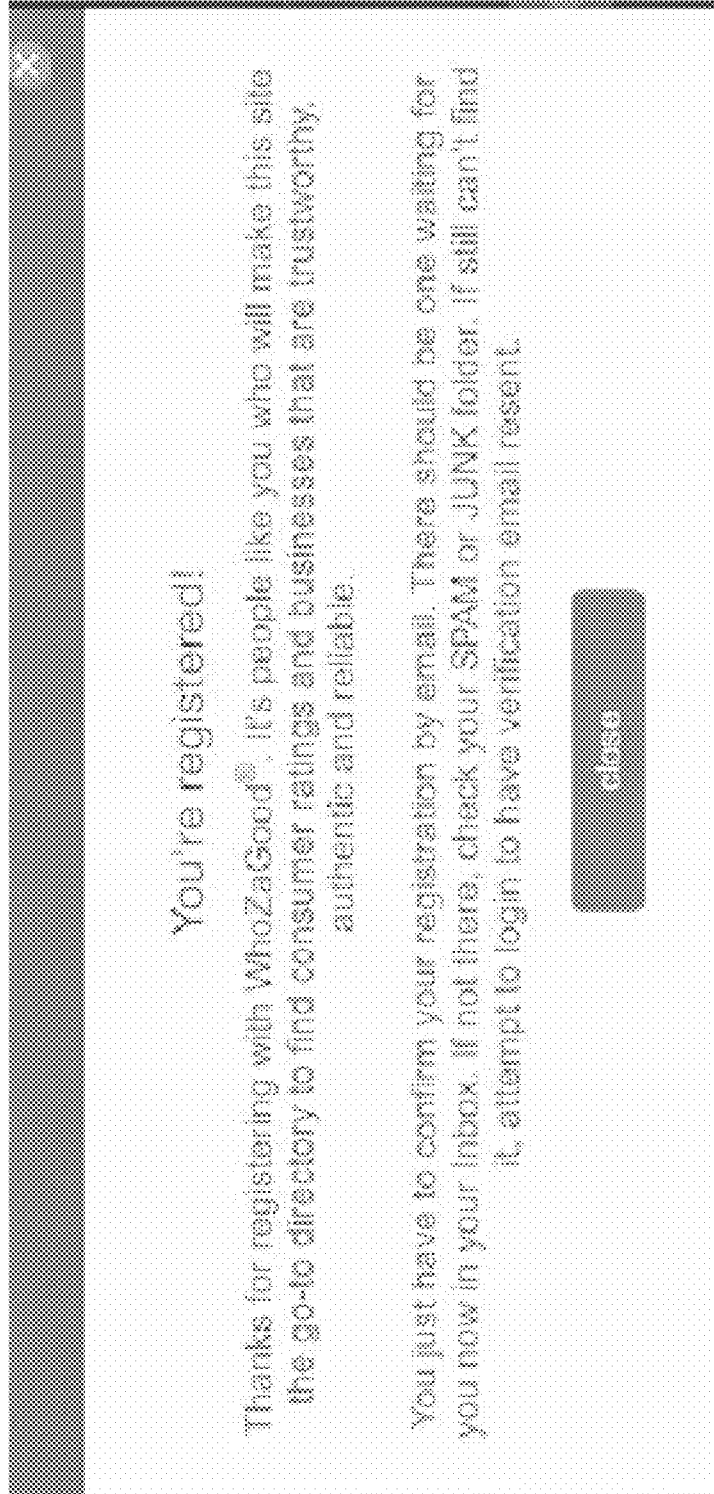 You're registered!
Thanks for registering with WhoZaGood®. It's people like you who will make this site
the go-to directory to find consumer ratings and businesses that are trustworthy,
authentic and reliable.
You just have to confirm your registration by email. There should be one waiting for
you now in your Inbox. If not there, check your SPAM or JUNK folder. If still can't find
it, attempt to login to have verification email resent.
close